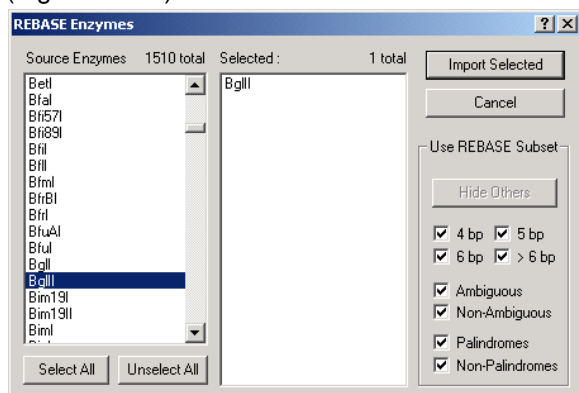 REBASE Enzymes
Source Enzymes 1510 total
BetI
BfaI
Bfi57I
Bfi89I
BfiI
BflI
BfmI
BfrBI
BfrI
BfuAI
BfuI
BglI
BglII
Bim19I
Bim19II
BimI
Select All Unselect All
Selected : 1 total
BglII
Import Selected
Cancel
Use REBASE Subset
Hide Others
4 bp 5 bp
6 bp > 6 bp
Ambiguous
Non-Ambiguous
Palindromes
Non-Palindromes